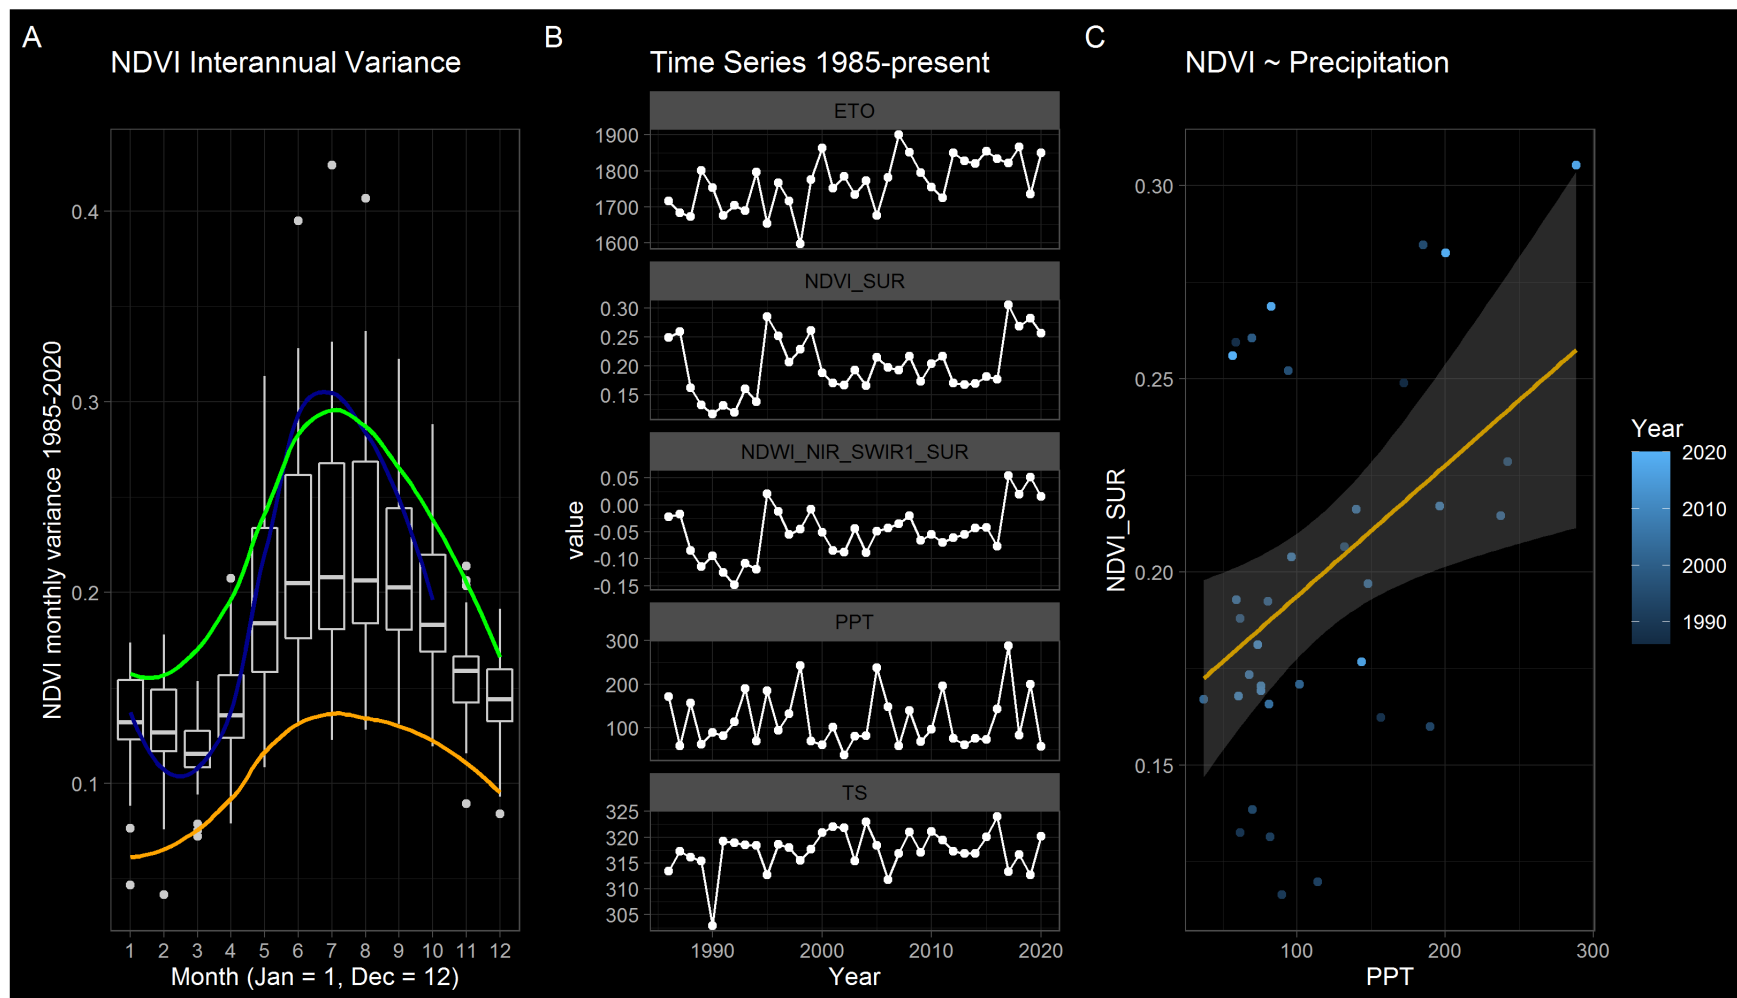 A
NDVI Interannual Variance
NDVI monthly variance 1985-2020
0.4
0.3
0.2
0.1
1 2 3 4 5 6 7 8 9 10 11 12
Month (Jan = 1, Dec = 12)
B
Time Series 1985-present
value
ETO
1900
1800
1700
1600
NDVI_SUR
0.30
0.25
0.20
0.15
NDWI_NIR_SWIR1_SUR
0.05
0.00
-0.05
-0.10
-0.15
PPT
300
200
100
TS
325
320
315
310
305
1990 2000 2010 2020
Year
C
NDVI ~ Precipitation
NDVI_SUR
0.30
0.25
0.20
0.15
100 200 300
PPT
Year
2020
2010
2000
1990